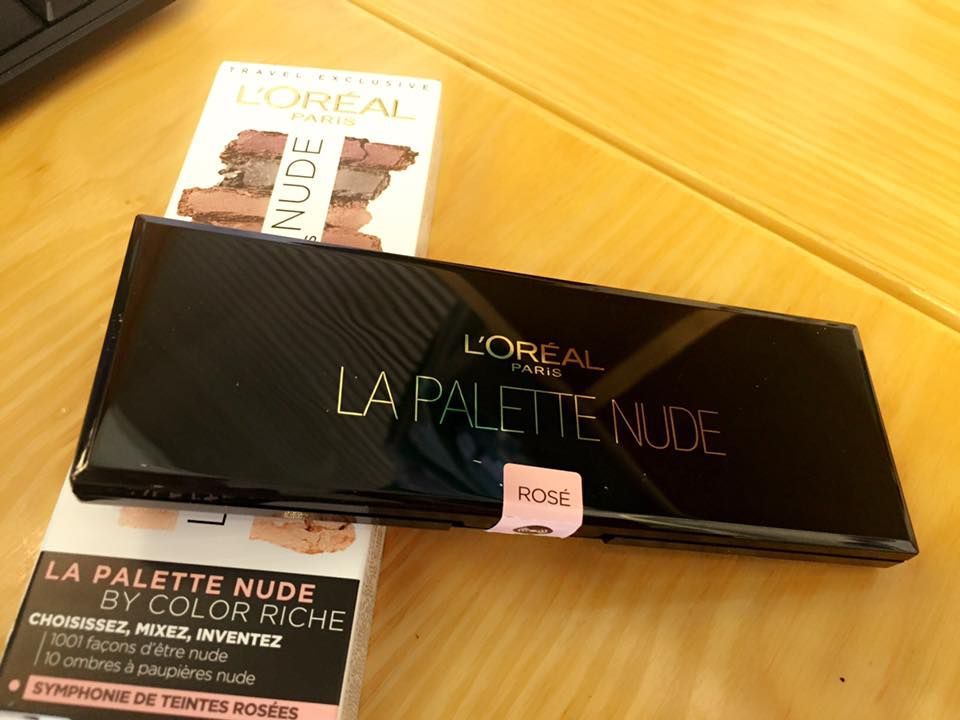 TRAVEL EXCLUSIVE
L'ORÉAL
PARIS
NUDE
L'ORÉAL
PARIS
LA PALETTE NUDE
ROSÉ
LA PALETTE NUDE
BY COLOR RICHE
CHOISISSEZ, MIXEZ, INVENTEZ
1001 façons d'être nude
10 ombres à paupières nude
SYMPHONIE DE TEINTES ROSÉES